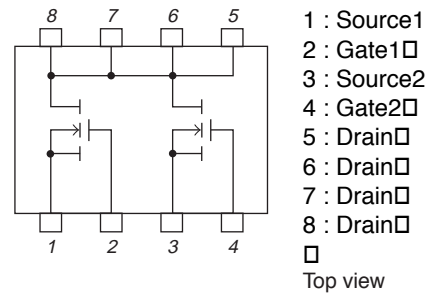 8 7 6 5
1 : Source1
2 : Gate1□
3 : Source2
4 : Gate2□
5 : Drain□
6 : Drain□
7 : Drain□
8 : Drain□
□
1 2 3 4
Top view